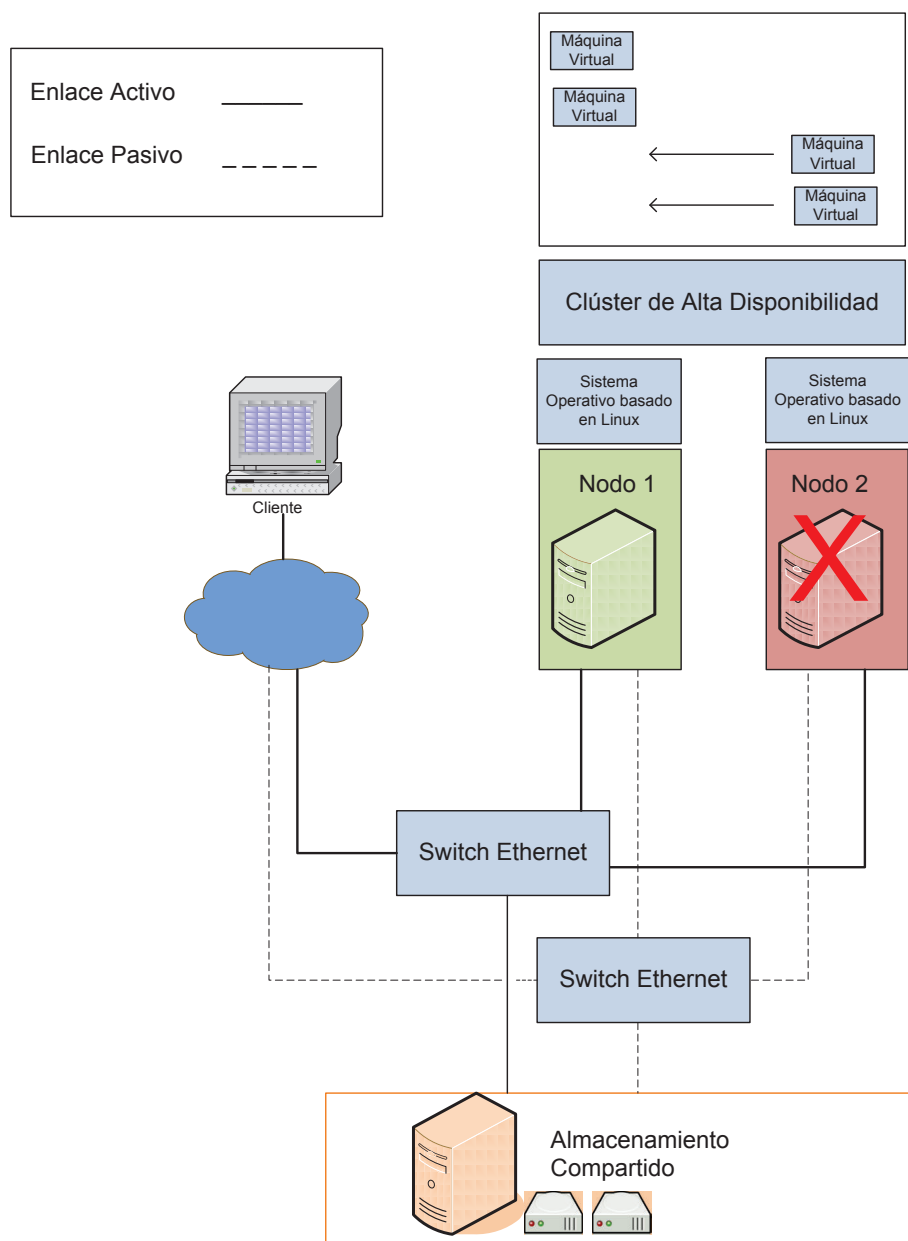 Enlace Activo
Enlace Pasivo
Máquina
Virtual
Máquina
Virtual
Máquina
Virtual
Máquina
Virtual
Clúster de Alta Disponibilidad
Sistema
Operativo basado
en Linux
Sistema
Operativo basado
en Linux
Nodo 1
Nodo 2
Cliente
Switch Ethernet
Switch Ethernet
Almacenamiento
Compartido